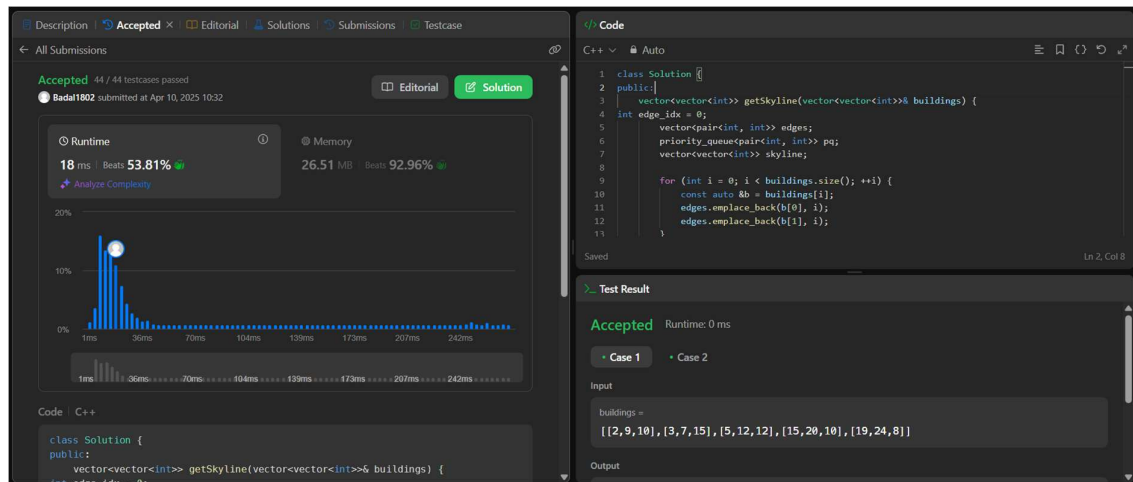 Description | Accepted × | Editorial | Solutions | Submissions | Testcase
← All Submissions
Accepted 44 / 44 testcases passed
Badal1802 submitted at Apr 10, 2025 10:32
Editorial
Solution
Runtime
18 ms | Beats 53.81%
Analyze Complexity
Memory
26.51 MB | Beats 92.96%
20%
10%
0%
1ms 36ms 70ms 104ms 139ms 173ms 207ms 242ms
1ms 36ms 70ms 104ms 139ms 173ms 207ms 242ms
Code | C++
class Solution {
public:
vector<vector<int>> getSkyline(vector<vector<int>>& buildings) {
int edge_idx = 0;
</> Code
C++ Auto
1 class Solution {
2 public:
3 vector<vector<int>> getSkyline(vector<vector<int>>& buildings) {
4 int edge_idx = 0;
5 vector<pair<int, int>> edges;
6 priority_queue<pair<int, int>> pq;
7 vector<vector<int>> skyline;
8
9 for (int i = 0; i < buildings.size(); ++i) {
10 const auto &b = buildings[i];
11 edges.emplace_back(b[0], i);
12 edges.emplace_back(b[1], i);
13 }
Saved
Ln 2, Col 8
>_ Test Result
Accepted Runtime: 0 ms
• Case 1 • Case 2
Input
buildings =
[[2,9,10],[3,7,15],[5,12,12],[15,20,10],[19,24,8]]
Output